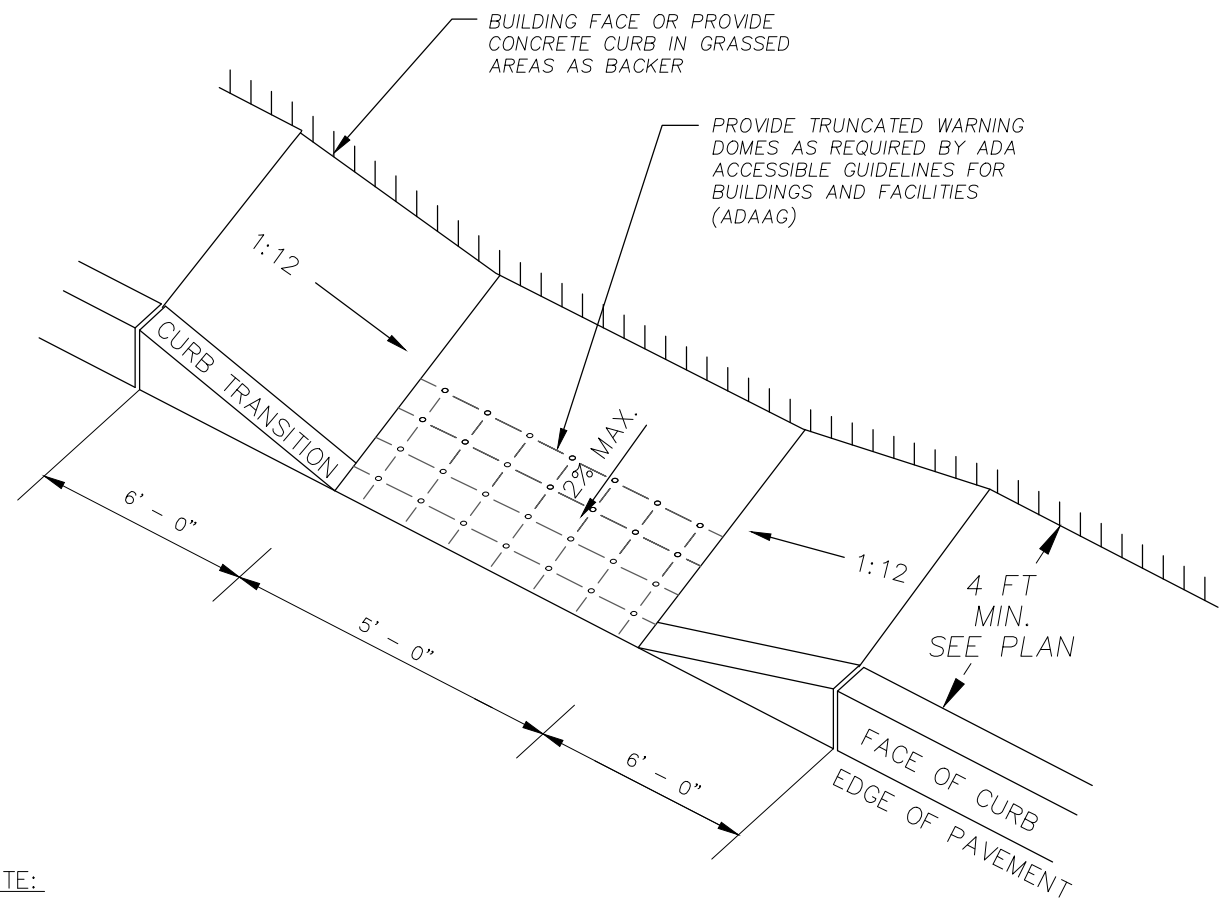 BUILDING FACE OR PROVIDE
CONCRETE CURB IN GRASSED
AREAS AS BACKER
PROVIDE TRUNCATED WARNING
DOMES AS REQUIRED BY ADA
ACCESSIBLE GUIDELINES FOR
BUILDINGS AND FACILITIES
(ADAAG)
1:12
CURB TRANSITION
2% MAX.
1:12
4 FT
MIN.
SEE PLAN
6' - 0"
5' - 0"
6' - 0"
FACE OF CURB
EDGE OF PAVEMENT
TE: